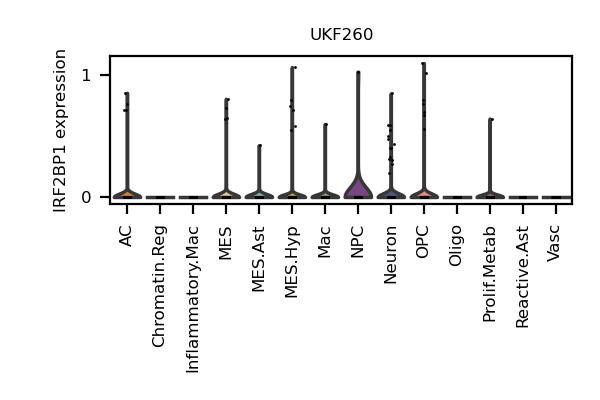 UKF260
IRF2BP1 expression
1
0
AC
Chromatin.Reg
Inflammatory.Mac
MES
MES.Ast
MES.Hyp
Mac
NPC
Neuron
OPC
Oligo
Prolif.Metab
Reactive.Ast
Vasc